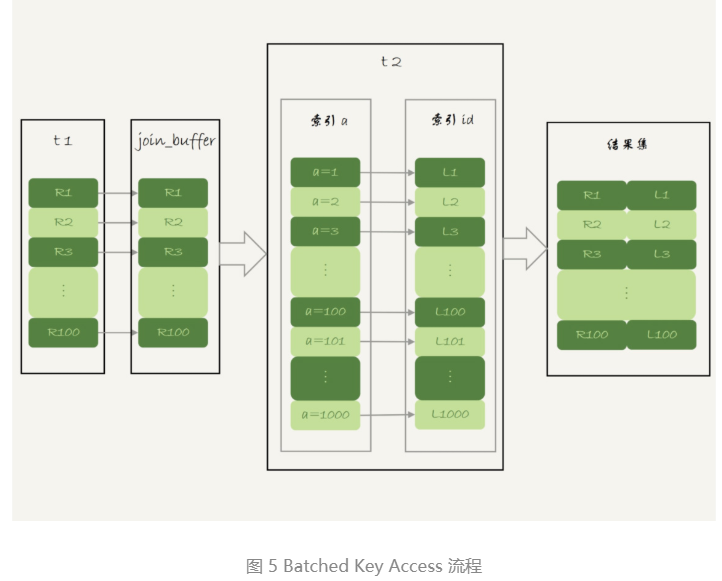 t1
R1
R2
R3
⋮
R100
join_buffer
R1
R2
R3
⋮
R100
t2
索引 a
a=1
a=2
a=3
⋮
a=100
a=101
⋮
a=1000
索引 id
L1
L2
L3
⋮
L100
L101
⋮
L1000
结果集
R1 L1
R2 L2
R3 L3
⋮
R100 L100
图 5 Batched Key Access 流程